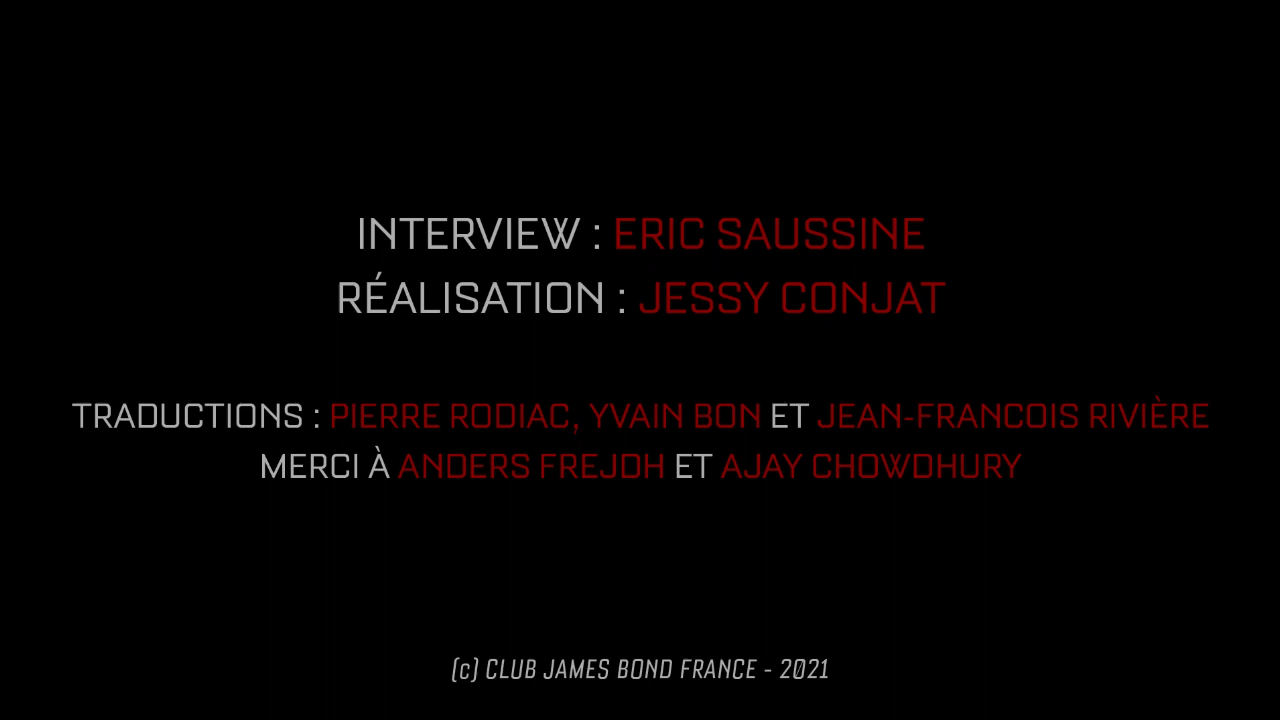 INTERVIEW : ERIC SAUSSINE
RÉALISATION : JESSY CONJAT
TRADUCTIONS : PIERRE RODIAC, YVAIN BON ET JEAN-FRANCOIS RIVIÈRE
MERCI À ANDERS FREJDH ET AJAY CHOWDHURY
(c) CLUB JAMES BOND FRANCE - 2021